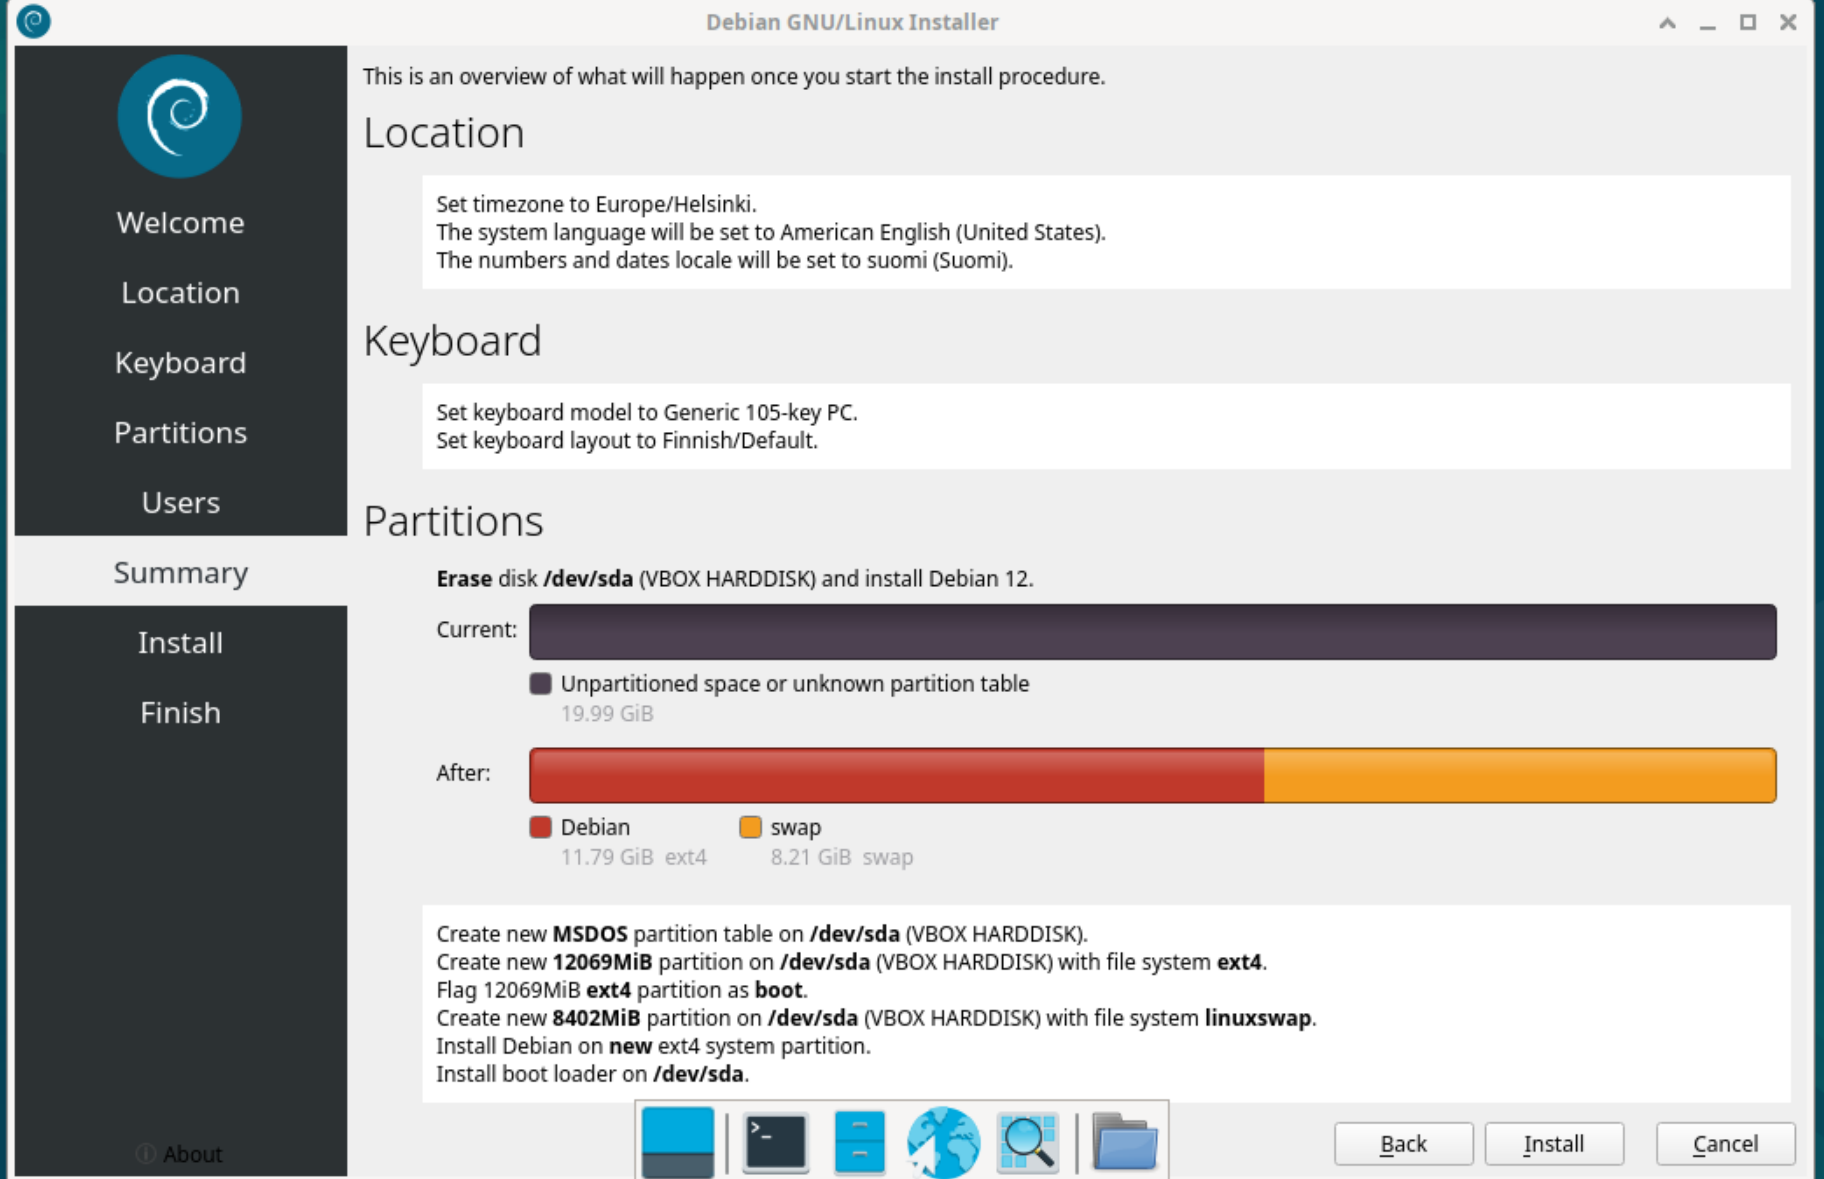 Debian GNU/Linux Installer
This is an overview of what will happen once you start the install procedure.
Welcome
Location
Keyboard
Partitions
Users
Summary
Install
Finish
About
Location
Set timezone to Europe/Helsinki.
The system language will be set to American English (United States).
The numbers and dates locale will be set to suomi (Suomi).
Keyboard
Set keyboard model to Generic 105-key PC.
Set keyboard layout to Finnish/Default.
Partitions
Erase disk /dev/sda (VBOX HARDDISK) and install Debian 12.
Current:
Unpartitioned space or unknown partition table
19.99 GiB
After:
Debian
11.79 GiB ext4
swap
8.21 GiB swap
Create new MSDOS partition table on /dev/sda (VBOX HARDDISK).
Create new 12069MiB partition on /dev/sda (VBOX HARDDISK) with file system ext4.
Flag 12069MiB ext4 partition as boot.
Create new 8402MiB partition on /dev/sda (VBOX HARDDISK) with file system linuxswap.
Install Debian on new ext4 system partition.
Install boot loader on /dev/sda.
>_
Back
Install
Cancel